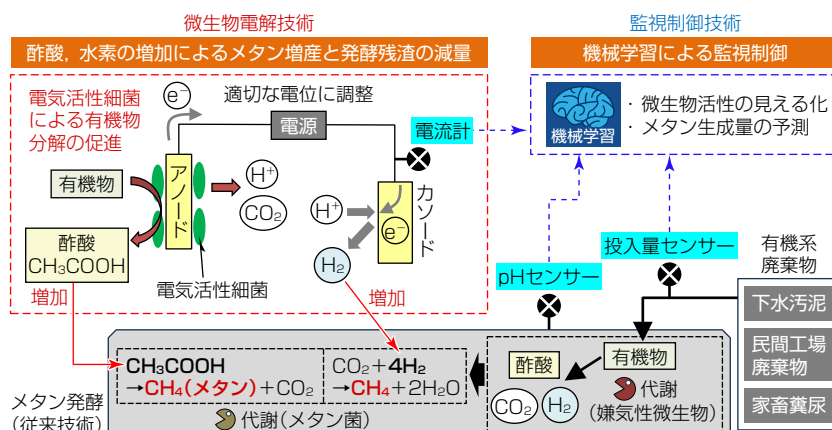 微生物電解技術
酢酸，水素の増加によるメタン増産と発酵残渣の減量
電気活性細菌
による有機物
分解の促進
e⁻
適切な電位に調整
電源
電流計
有機物
アノード
H⁺
CO₂
酢酸
CH₃COOH
電気活性細菌
カソード
H⁺
e⁻
H₂
増加
増加
監視制御技術
機械学習による監視制御
機械学習
・微生物活性の見える化
・メタン生成量の予測
pHセンサー
投入量センサー
有機系
廃棄物
下水汚泥
民間工場
廃棄物
家畜糞尿
CH₃COOH
→CH₄(メタン)+CO₂
CO₂+4H₂
→CH₄+2H₂O
代謝(メタン菌)
酢酸
有機物
CO₂
H₂
代謝
(嫌気性微生物)
メタン発酵
(従来技術)